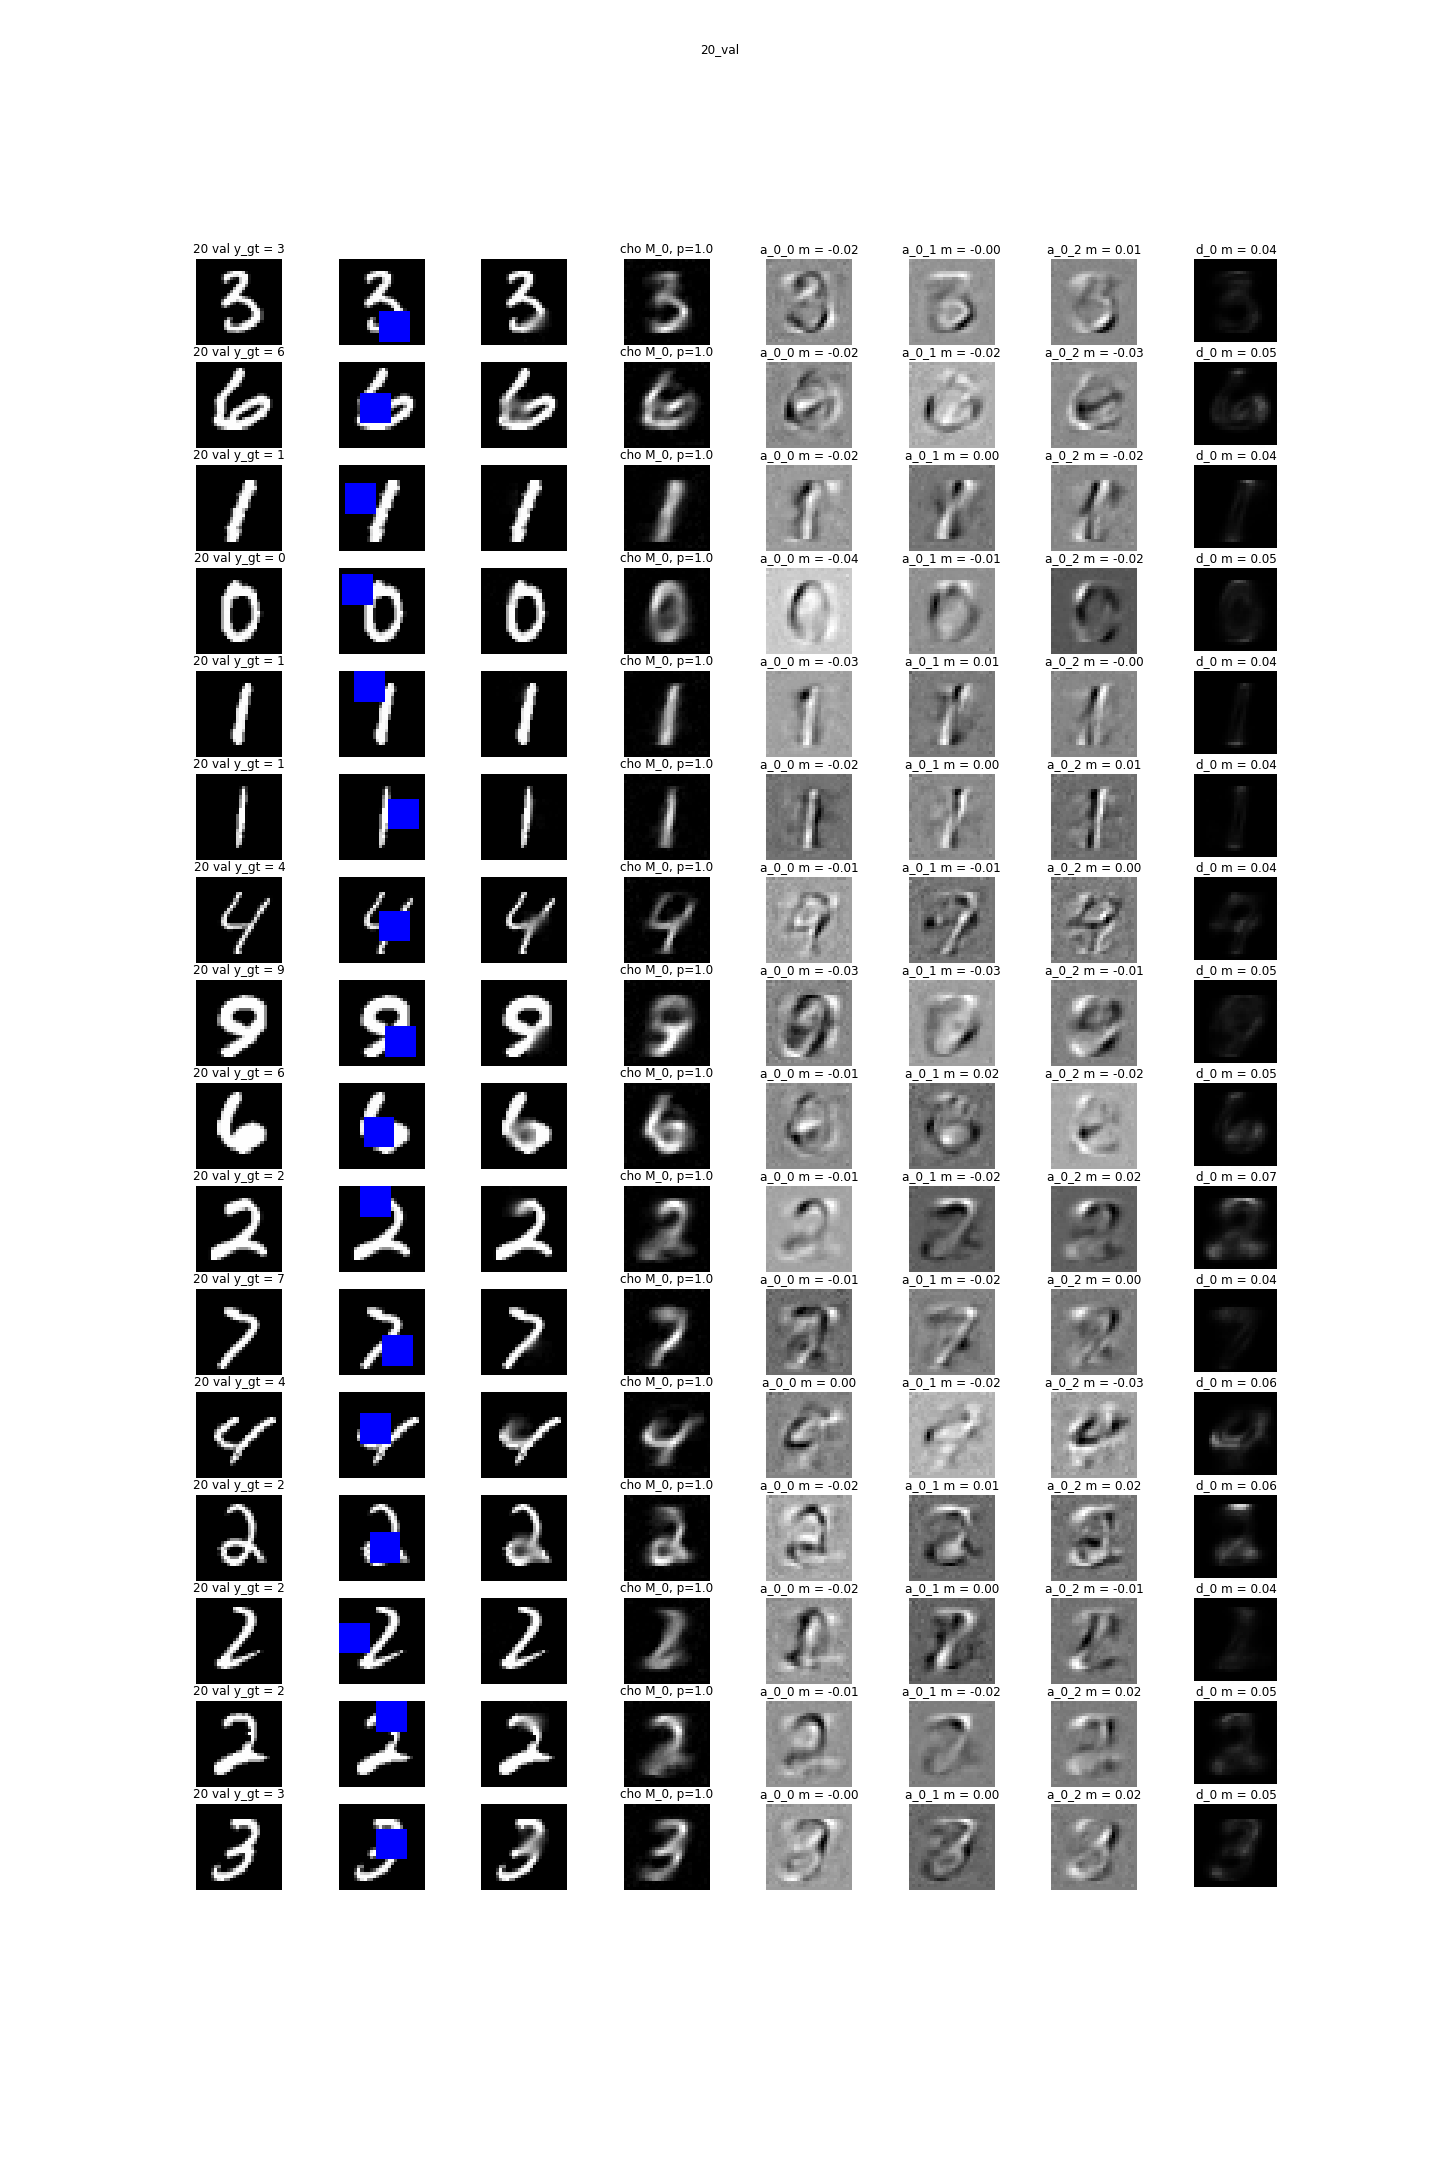 20_val
20 val y_gt = 3 cho M_0, p=1.0 a_0_0 m = -0.02 a_0_1 m = -0.00 a_0_2 m = 0.01 d_0 m = 0.04
20 val y_gt = 6 cho M_0, p=1.0 a_0_0 m = -0.02 a_0_1 m = -0.02 a_0_2 m = -0.03 d_0 m = 0.05
20 val y_gt = 1 cho M_0, p=1.0 a_0_0 m = -0.02 a_0_1 m = 0.00 a_0_2 m = -0.02 d_0 m = 0.04
20 val y_gt = 0 cho M_0, p=1.0 a_0_0 m = -0.04 a_0_1 m = -0.01 a_0_2 m = -0.02 d_0 m = 0.05
20 val y_gt = 1 cho M_0, p=1.0 a_0_0 m = -0.03 a_0_1 m = 0.01 a_0_2 m = -0.00 d_0 m = 0.04
20 val y_gt = 1 cho M_0, p=1.0 a_0_0 m = -0.02 a_0_1 m = 0.00 a_0_2 m = 0.01 d_0 m = 0.04
20 val y_gt = 4 cho M_0, p=1.0 a_0_0 m = -0.01 a_0_1 m = -0.01 a_0_2 m = 0.00 d_0 m = 0.04
20 val y_gt = 9 cho M_0, p=1.0 a_0_0 m = -0.03 a_0_1 m = -0.03 a_0_2 m = -0.01 d_0 m = 0.05
20 val y_gt = 6 cho M_0, p=1.0 a_0_0 m = -0.01 a_0_1 m = 0.02 a_0_2 m = -0.02 d_0 m = 0.05
20 val y_gt = 2 cho M_0, p=1.0 a_0_0 m = -0.01 a_0_1 m = -0.02 a_0_2 m = 0.02 d_0 m = 0.07
20 val y_gt = 7 cho M_0, p=1.0 a_0_0 m = -0.01 a_0_1 m = -0.02 a_0_2 m = 0.00 d_0 m = 0.04
20 val y_gt = 4 cho M_0, p=1.0 a_0_0 m = 0.00 a_0_1 m = -0.02 a_0_2 m = -0.03 d_0 m = 0.06
20 val y_gt = 2 cho M_0, p=1.0 a_0_0 m = -0.02 a_0_1 m = 0.01 a_0_2 m = 0.02 d_0 m = 0.06
20 val y_gt = 2 cho M_0, p=1.0 a_0_0 m = -0.02 a_0_1 m = 0.00 a_0_2 m = -0.01 d_0 m = 0.04
20 val y_gt = 2 cho M_0, p=1.0 a_0_0 m = -0.01 a_0_1 m = -0.02 a_0_2 m = 0.02 d_0 m = 0.05
20 val y_gt = 3 cho M_0, p=1.0 a_0_0 m = -0.00 a_0_1 m = 0.00 a_0_2 m = 0.02 d_0 m = 0.05